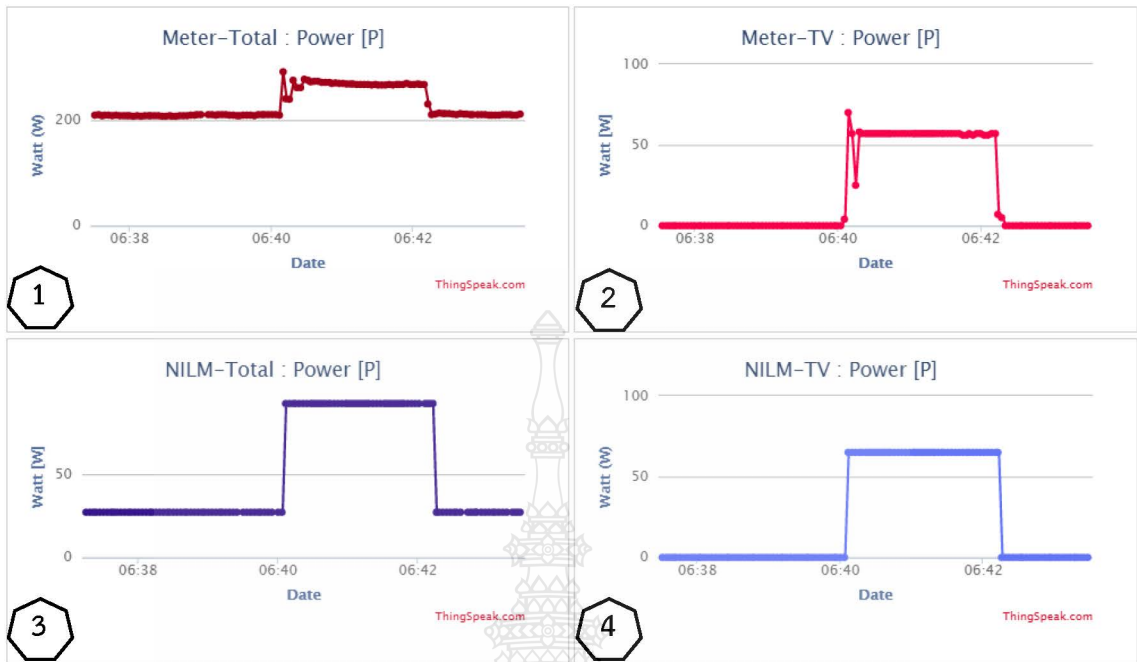 Meter-Total : Power [P]
200
0
Watt (W)
06:38
06:40
06:42
Date
ThingSpeak.com
1
Meter-TV : Power [P]
100
50
0
Watt [W]
06:38
06:40
06:42
Date
ThingSpeak.com
2
NILM-Total : Power [P]
50
0
Watt [W]
06:38
06:40
06:42
Date
ThingSpeak.com
3
NILM-TV : Power [P]
100
50
0
Watt (W)
06:38
06:40
06:42
Date
ThingSpeak.com
4